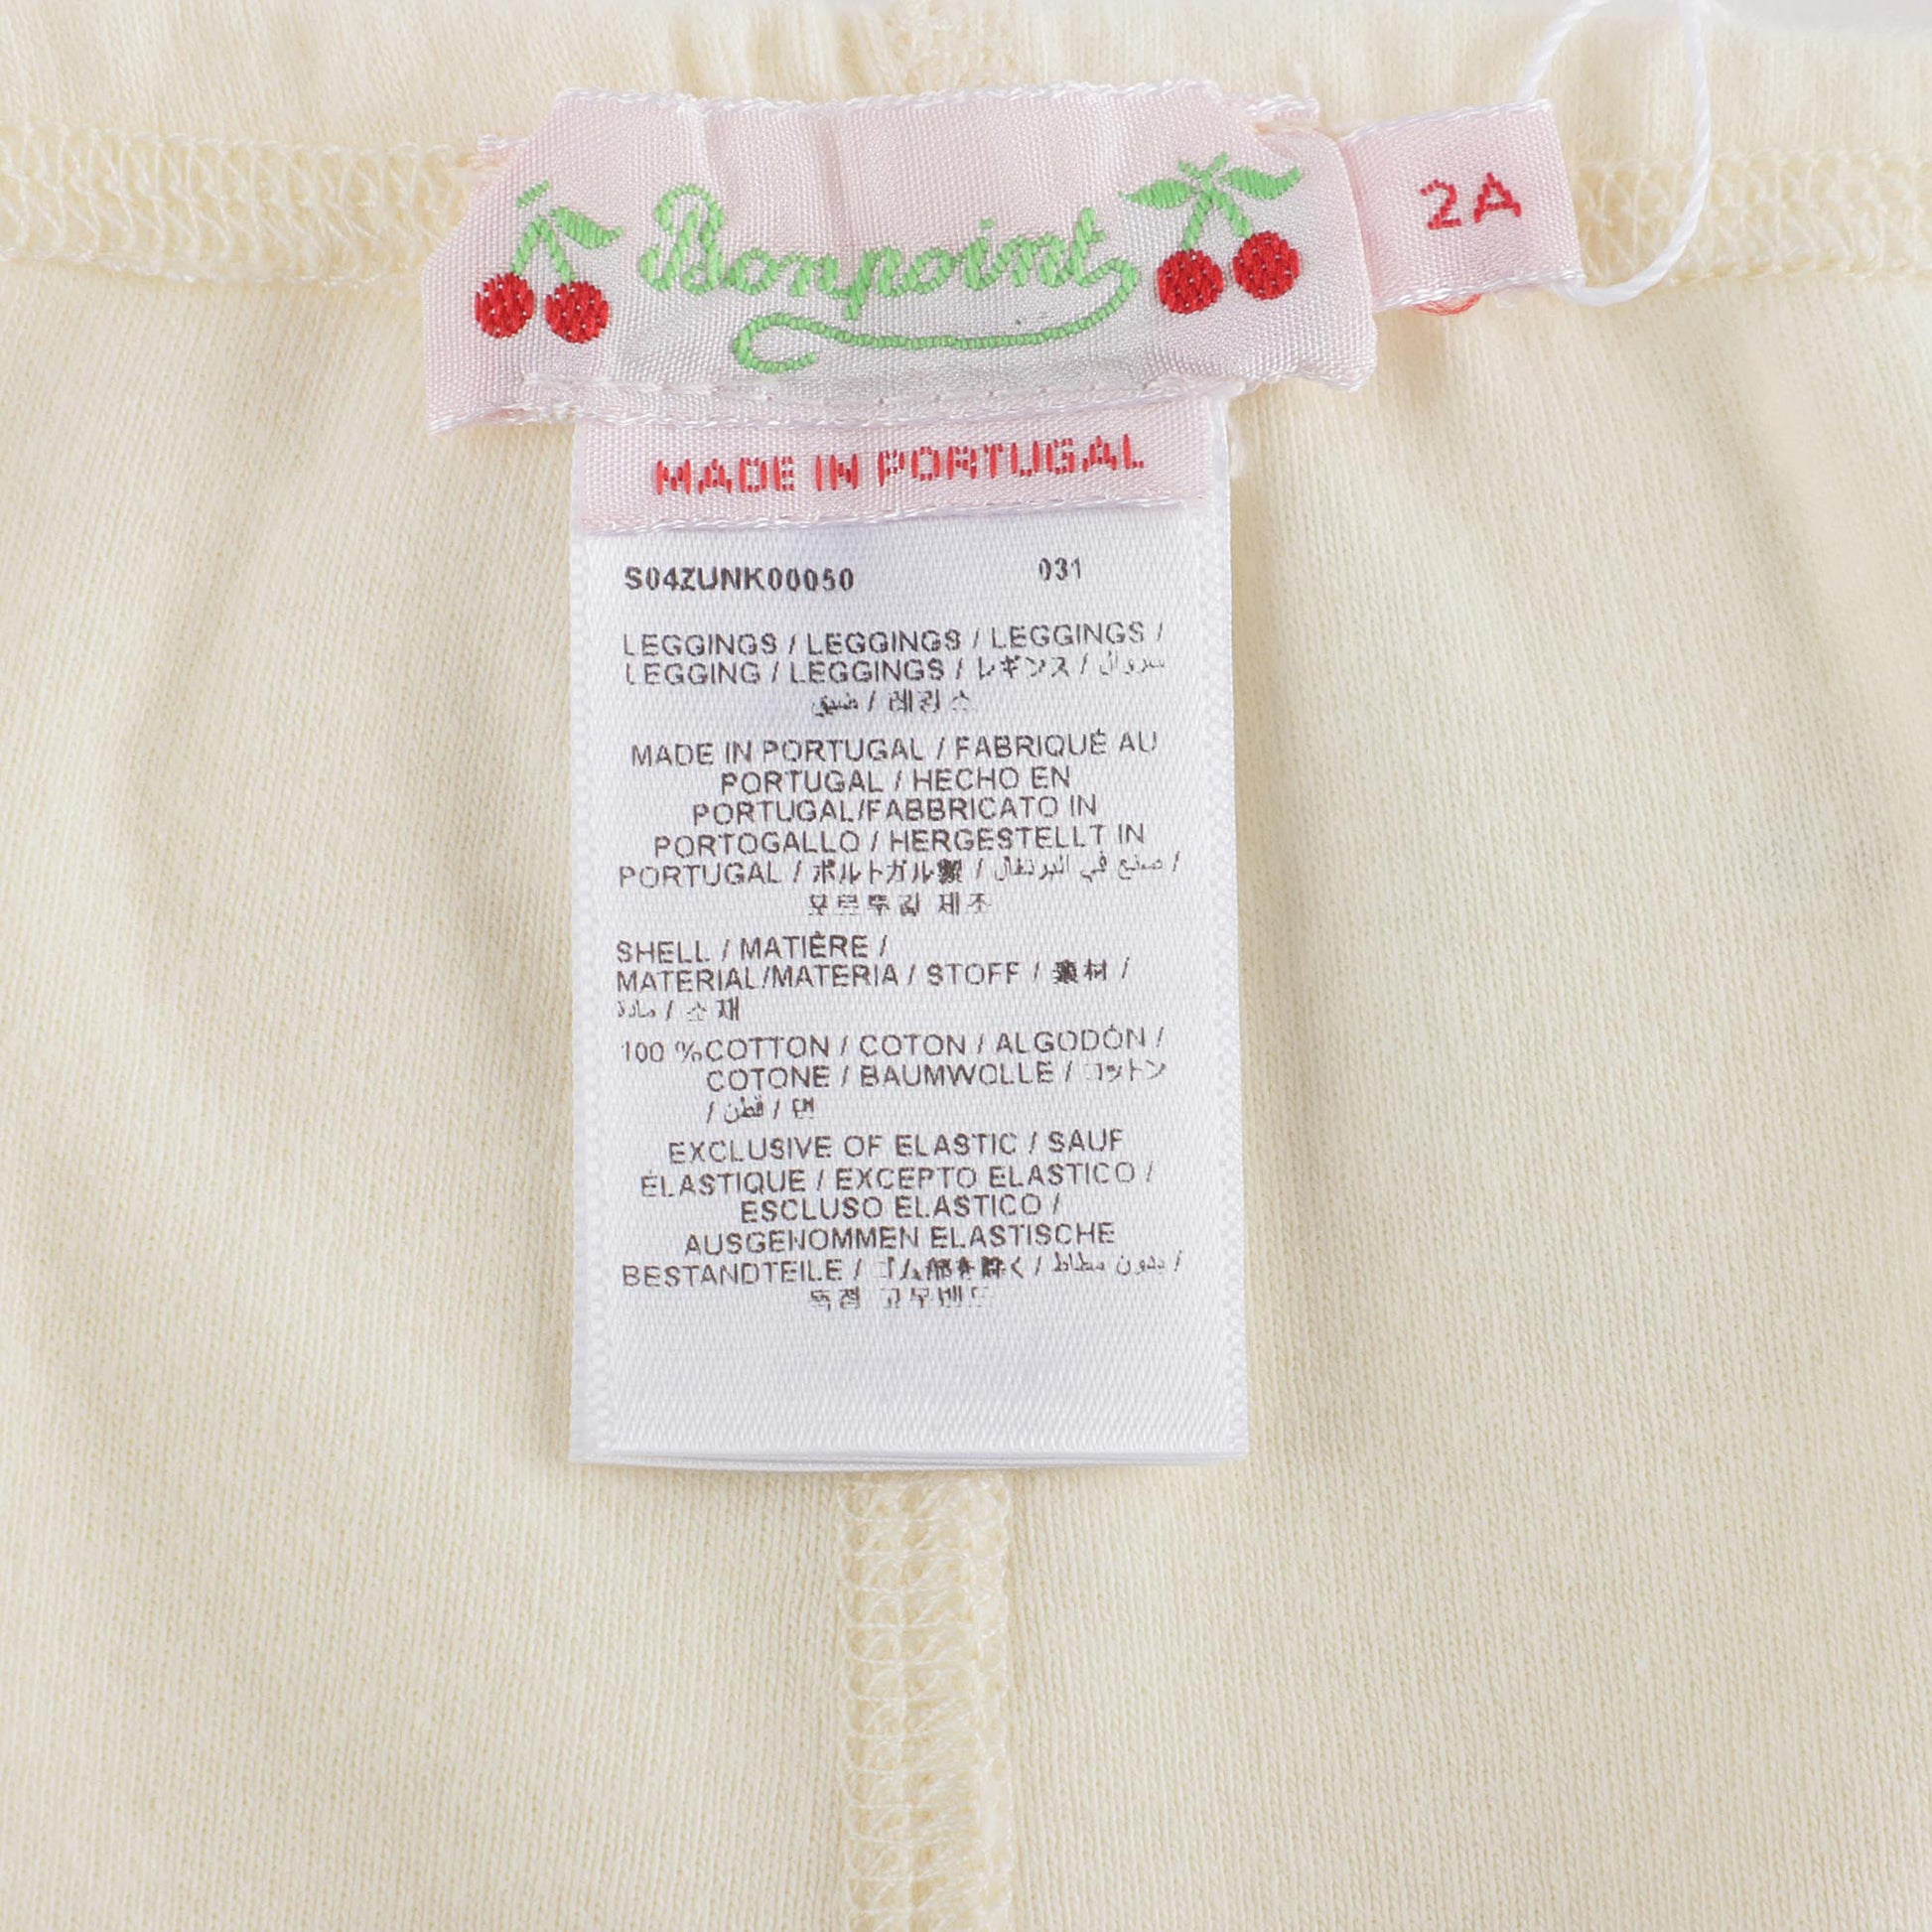 Bonpoint
2A
MADE IN PORTUGAL
S04ZUNK00050 031
LEGGINGS / LEGGINGS / LEGGINGS /
LEGGING / LEGGINGS / レギンス / سروال
ضيق / 레깅스
MADE IN PORTUGAL / FABRIQUÉ AU
PORTUGAL / HECHO EN
PORTUGAL/FABBRICATO IN
PORTOGALLO / HERGESTELLT IN
PORTUGAL / ポルトガル製 / صنع في البرتغال /
포르투갈 제조
SHELL / MATIÈRE /
MATERIAL/MATERIA / STOFF / 素材 /
مادة / 소재
100 %COTTON / COTON / ALGODÓN /
COTONE / BAUMWOLLE / コットン
/ قطن / 면
EXCLUSIVE OF ELASTIC / SAUF
ÉLASTIQUE / EXCEPTO ELASTICO /
ESCLUSO ELASTICO /
AUSGENOMMEN ELASTISCHE
BESTANDTEILE / ゴム部を除く / بدون مطاط /
고무밴드